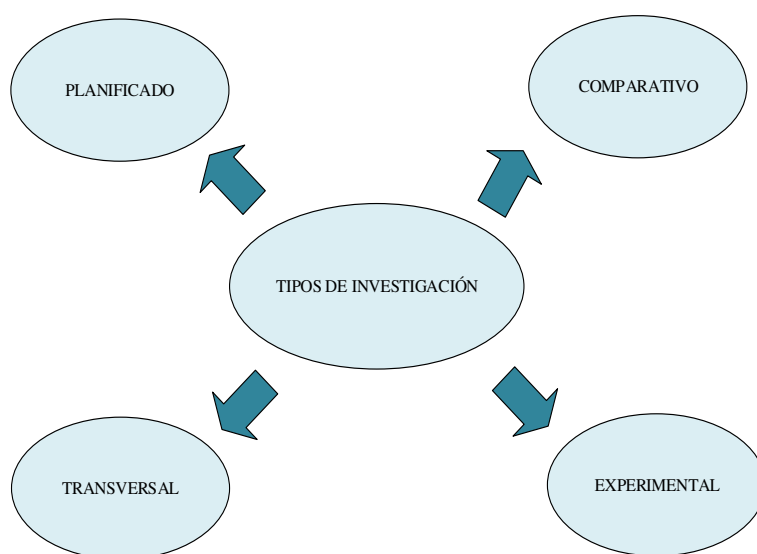 PLANIFICADO
COMPARATIVO
TIPOS DE INVESTIGACIÓN
TRANSVERSAL
EXPERIMENTAL